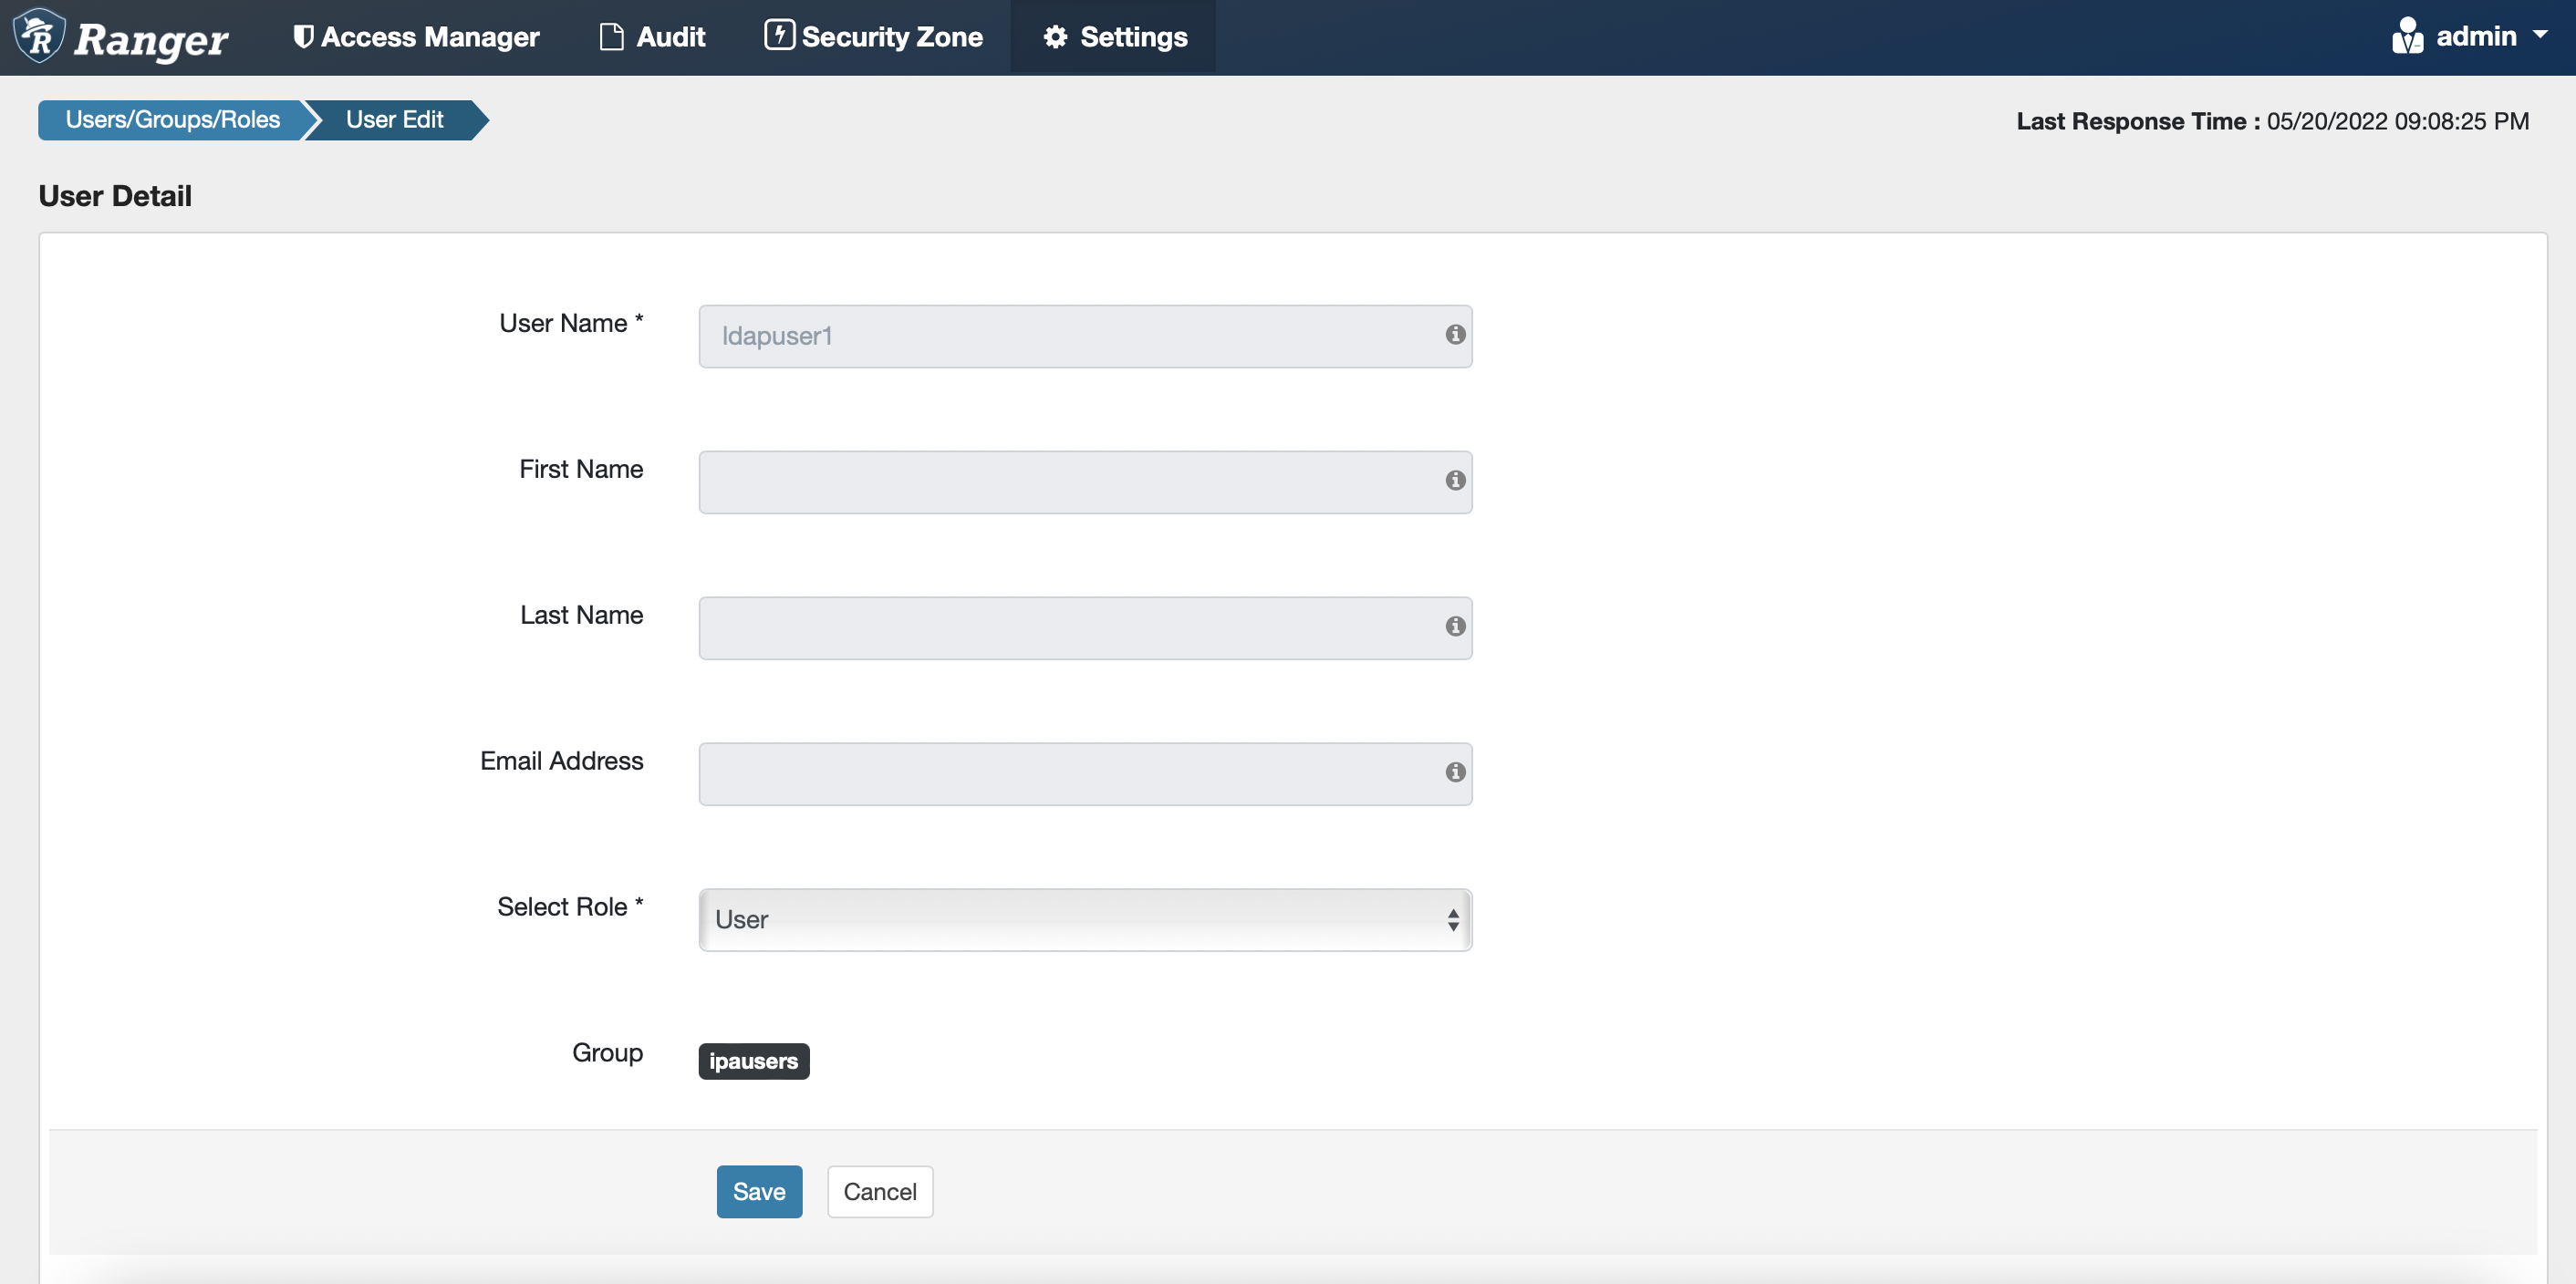 Ranger Access Manager Audit Security Zone Settings admin
Users/Groups/Roles User Edit Last Response Time : 05/20/2022 09:08:25 PM
User Detail
User Name * ldapuser1
First Name
Last Name
Email Address
Select Role * User
Group ipausers
Save Cancel